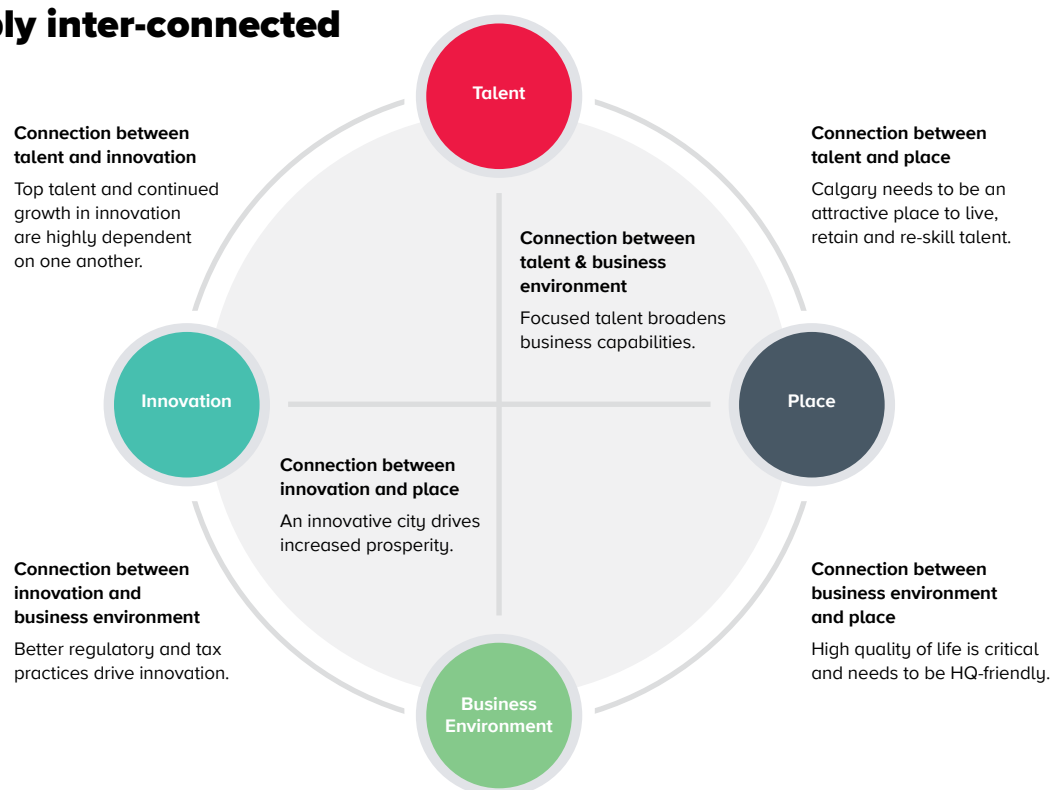 inter-connected
Talent
Connection between
talent and innovation
Top talent and continued
growth in innovation
are highly dependent
on one another.
Connection between
talent and place
Calgary needs to be an
attractive place to live,
retain and re-skill talent.
Connection between
talent & business
environment
Focused talent broadens
business capabilities.
Innovation
Place
Connection between
innovation and place
An innovative city drives
increased prosperity.
Connection between
innovation and
business environment
Better regulatory and tax
practices drive innovation.
Connection between
business environment
and place
High quality of life is critical
and needs to be HQ-friendly.
Business
Environment